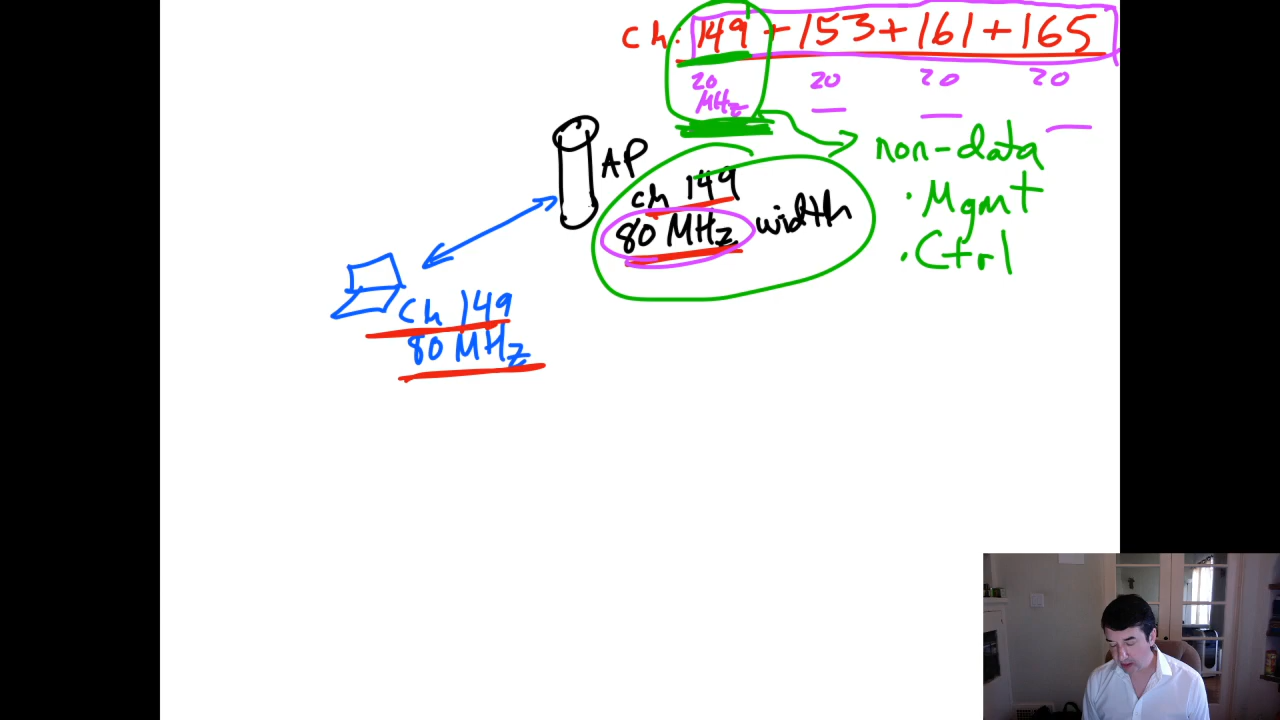 ch. 149 + 153 + 161 + 165
20 MHz 20 20 20
AP
ch 149
80 MHz width
non-data
• Mgmt
• Ctrl
Ch 149
80 MHz